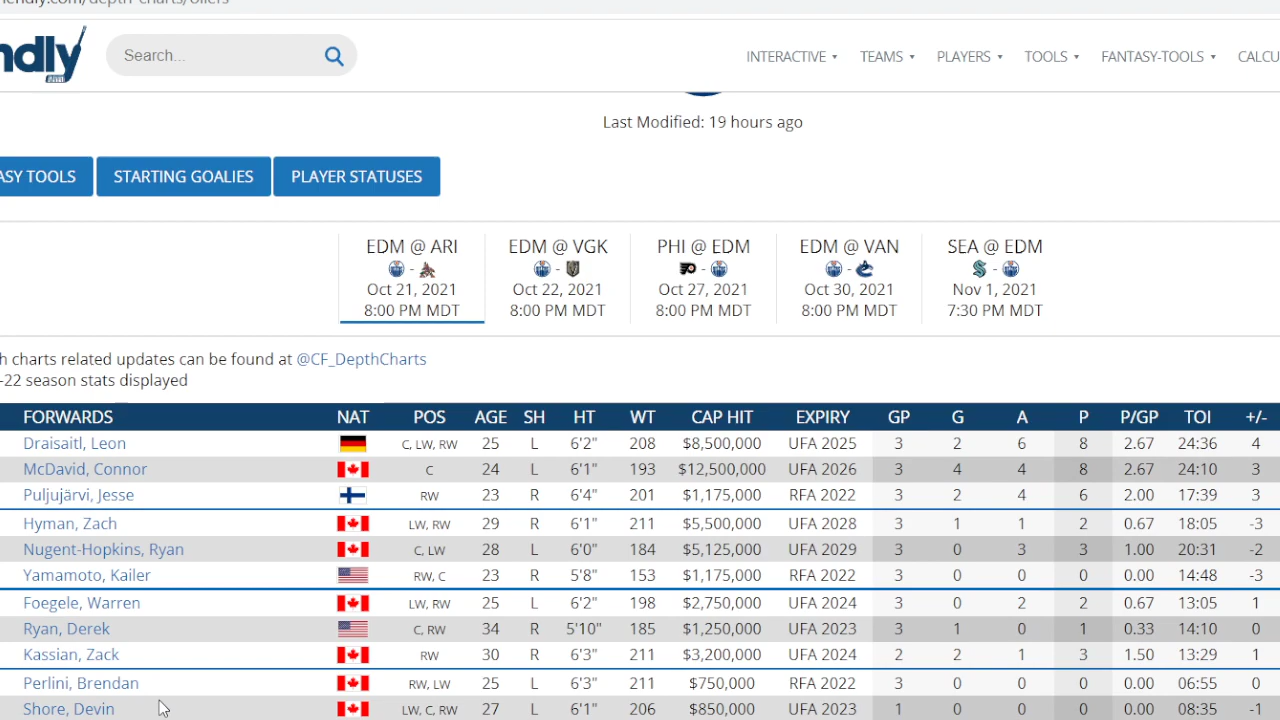 endly.com/depth-charts/oilers
ndly
Search...
INTERACTIVE TEAMS PLAYERS TOOLS FANTASY-TOOLS CALCU
Last Modified: 19 hours ago
ASY TOOLS STARTING GOALIES PLAYER STATUSES
EDM @ ARI EDM @ VGK PHI @ EDM EDM @ VAN SEA @ EDM
- - - - -
Oct 21, 2021 Oct 22, 2021 Oct 27, 2021 Oct 30, 2021 Nov 1, 2021
8:00 PM MDT 8:00 PM MDT 8:00 PM MDT 8:00 PM MDT 7:30 PM MDT
h charts related updates can be found at @CF_DepthCharts
-22 season stats displayed
FORWARDS NAT POS AGE SH HT WT CAP HIT EXPIRY GP G A P P/GP TOI +/-
Draisaitl, Leon C, LW, RW 25 L 6'2" 208 $8,500,000 UFA 2025 3 2 6 8 2.67 24:36 4
McDavid, Connor C 24 L 6'1" 193 $12,500,000 UFA 2026 3 4 4 8 2.67 24:10 3
Puljujärvi, Jesse RW 23 R 6'4" 201 $1,175,000 RFA 2022 3 2 4 6 2.00 17:39 3
Hyman, Zach LW, RW 29 R 6'1" 211 $5,500,000 UFA 2028 3 1 1 2 0.67 18:05 -3
Nugent-Hopkins, Ryan C, LW 28 L 6'0" 184 $5,125,000 UFA 2029 3 0 3 3 1.00 20:31 -2
Yamamoto, Kailer RW, C 23 R 5'8" 153 $1,175,000 RFA 2022 3 0 0 0 0.00 14:48 -3
Foegele, Warren LW, RW 25 L 6'2" 198 $2,750,000 UFA 2024 3 0 2 2 0.67 13:05 1
Ryan, Derek C, RW 34 R 5'10" 185 $1,250,000 UFA 2023 3 1 0 1 0.33 14:10 0
Kassian, Zack RW 30 R 6'3" 211 $3,200,000 UFA 2024 2 2 1 3 1.50 13:29 1
Perlini, Brendan RW, LW 25 L 6'3" 211 $750,000 RFA 2022 3 0 0 0 0.00 06:55 0
Shore, Devin LW, C, RW 27 L 6'1" 206 $850,000 UFA 2023 1 0 0 0 0.00 08:35 -1